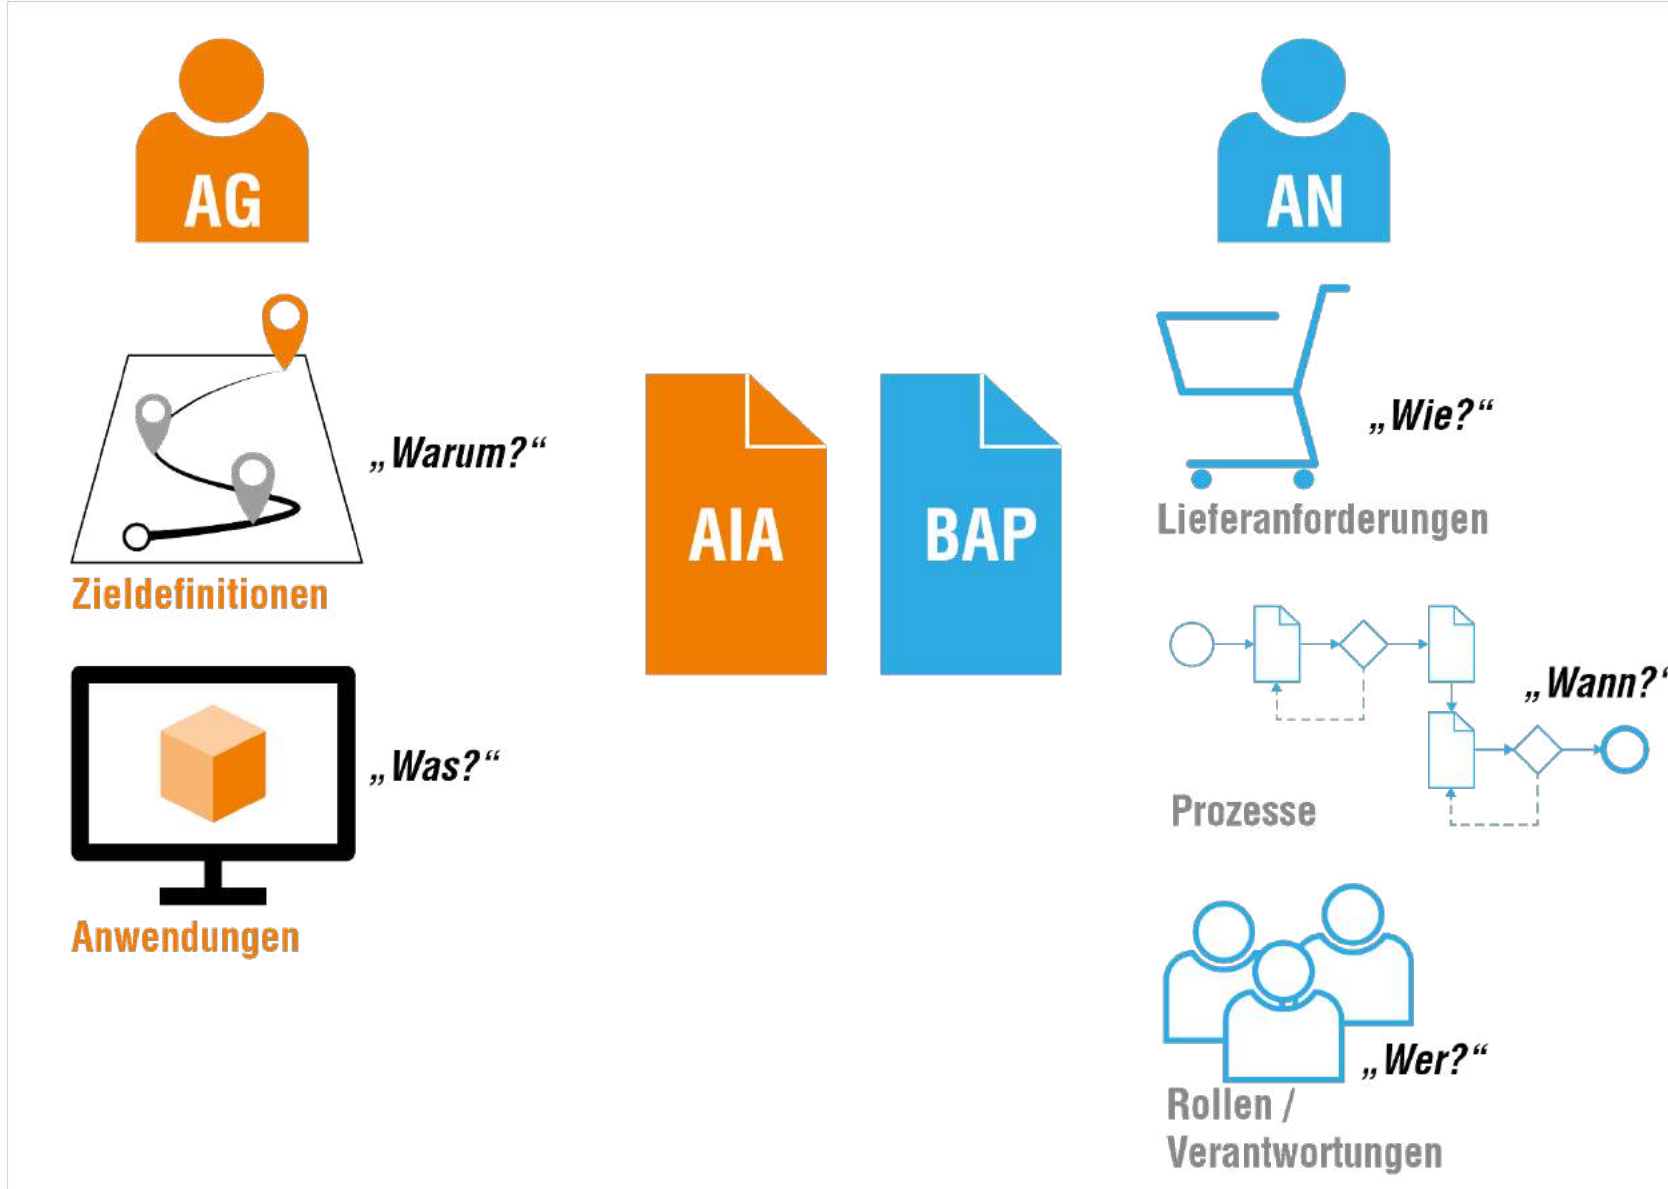 AG
„Warum?“
Zieldefinitionen
„Was?“
Anwendungen
AIA
BAP
AN
„Wie?“
Lieferanforderungen
„Wann?“
Prozesse
„Wer?“
Rollen /
Verantwortungen